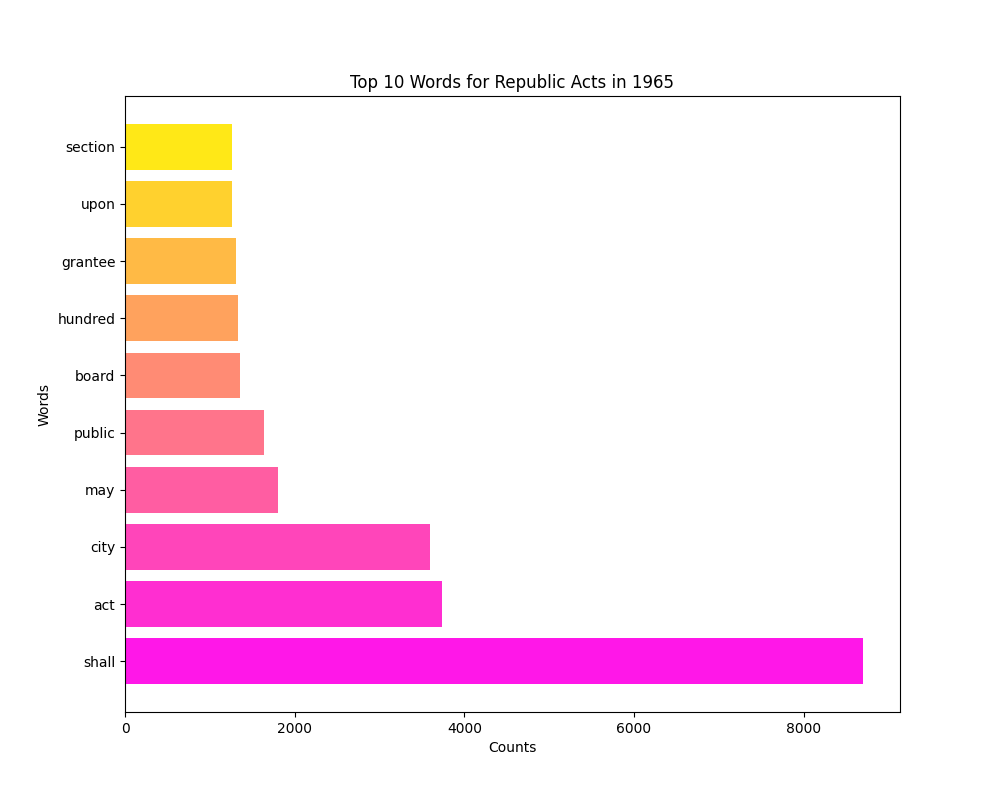 Top 10 Words for Republic Acts in 1965
section
upon
grantee
hundred
board
public
may
city
act
shall
Words
0 2000 4000 6000 8000
Counts